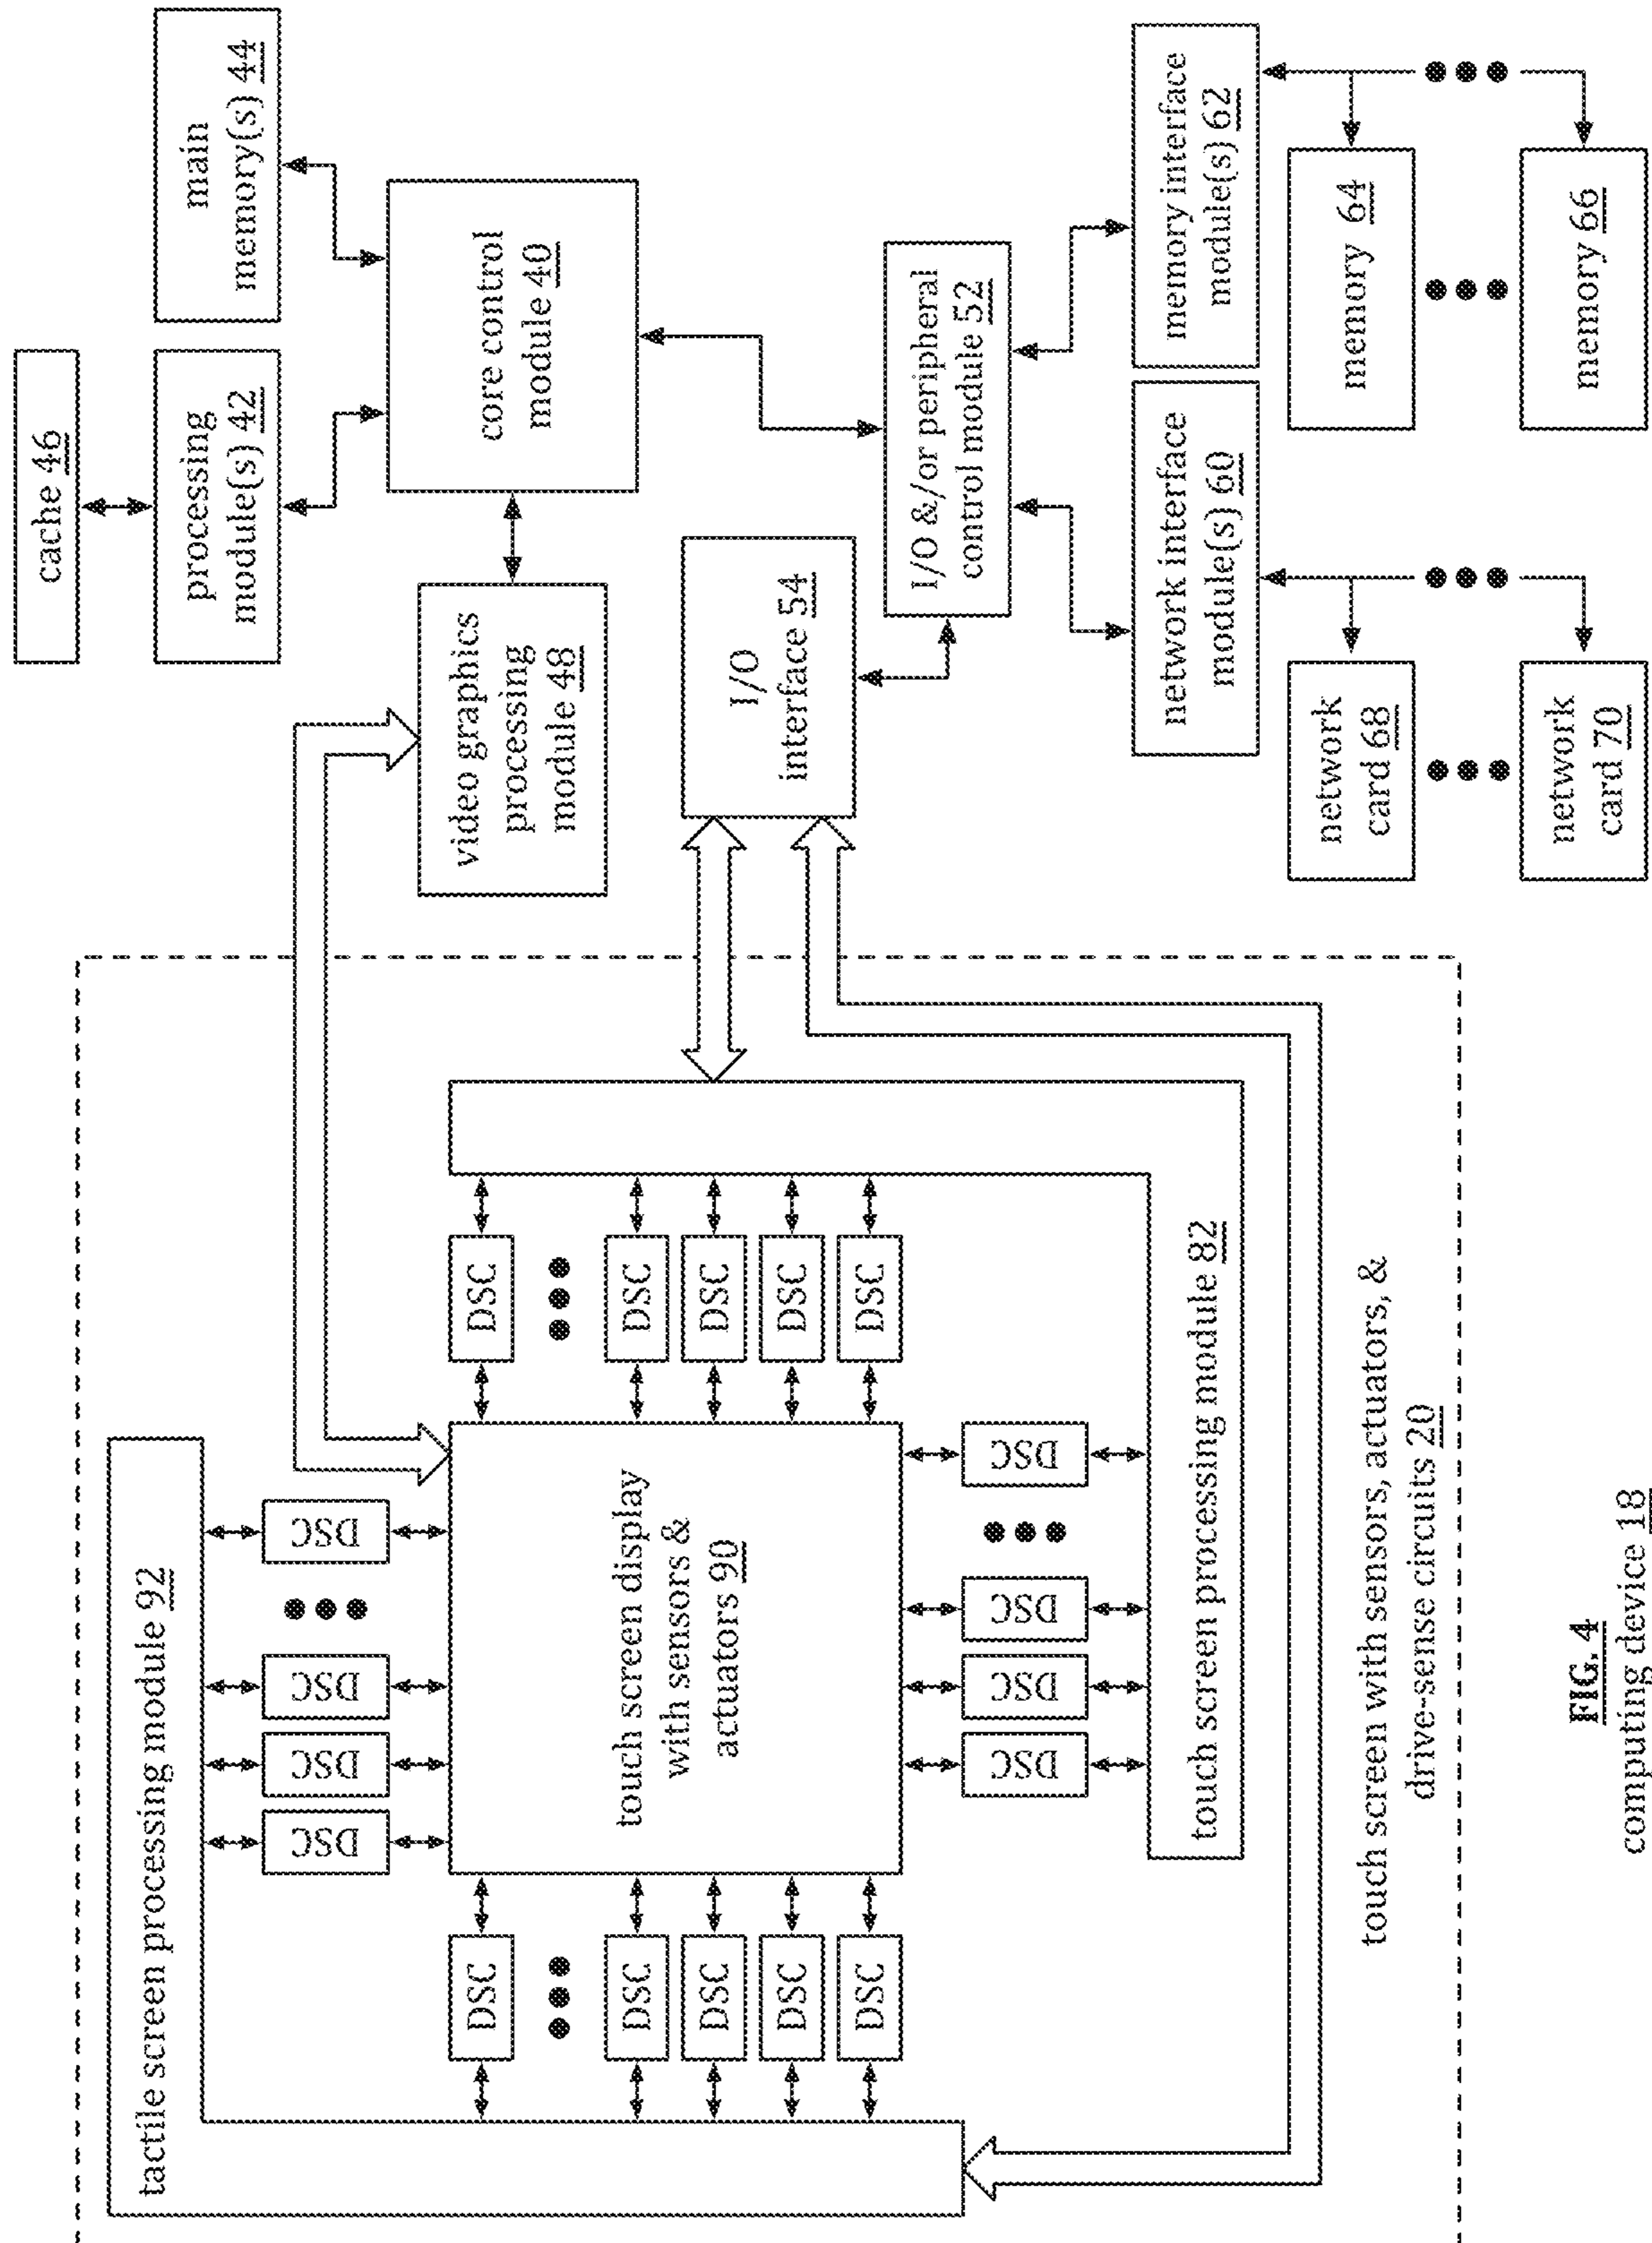 cache 46
processing
module(s) 42
main
memory(s) 44
core control
module 40
video graphics
processing
module 48
I/O
interface 54
I/O &/or peripheral
control module 52
network interface
module(s) 60
memory interface
module(s) 62
network
card 68
network
card 70
memory 64
memory 66
tactile screen processing module 92
DSC
DSC
DSC
DSC
DSC
DSC
DSC
DSC
DSC
touch screen display
with sensors &
actuators 90
DSC
DSC
DSC
DSC
DSC
DSC
DSC
DSC
DSC
touch screen processing module 82
touch screen with sensors, actuators, &
drive-sense circuits 20
FIG. 4
computing device 18